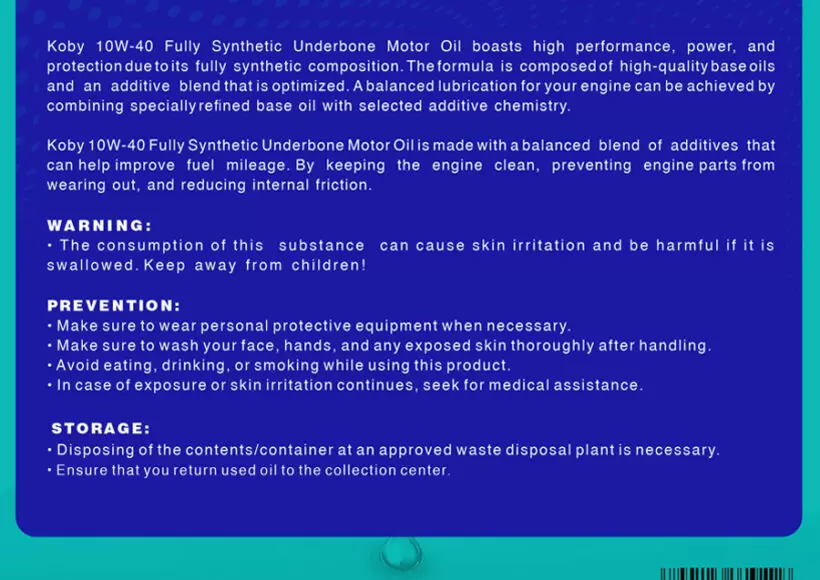 Koby 10W-40 Fully Synthetic Underbone Motor Oil boasts high performance, power, and
protection due to its fully synthetic composition. The formula is composed of high-quality base oils
and an additive blend that is optimized. A balanced lubrication for your engine can be achieved by
combining specially refined base oil with selected additive chemistry.
Koby 10W-40 Fully Synthetic Underbone Motor Oil is made with a balanced blend of additives that
can help improve fuel mileage. By keeping the engine clean, preventing engine parts from
wearing out, and reducing internal friction.
WARNING:
• The consumption of this substance can cause skin irritation and be harmful if it is
swallowed. Keep away from children!
PREVENTION:
• Make sure to wear personal protective equipment when necessary.
• Make sure to wash your face, hands, and any exposed skin thoroughly after handling.
• Avoid eating, drinking, or smoking while using this product.
• In case of exposure or skin irritation continues, seek for medical assistance.
STORAGE:
• Disposing of the contents/container at an approved waste disposal plant is necessary.
• Ensure that you return used oil to the collection center.